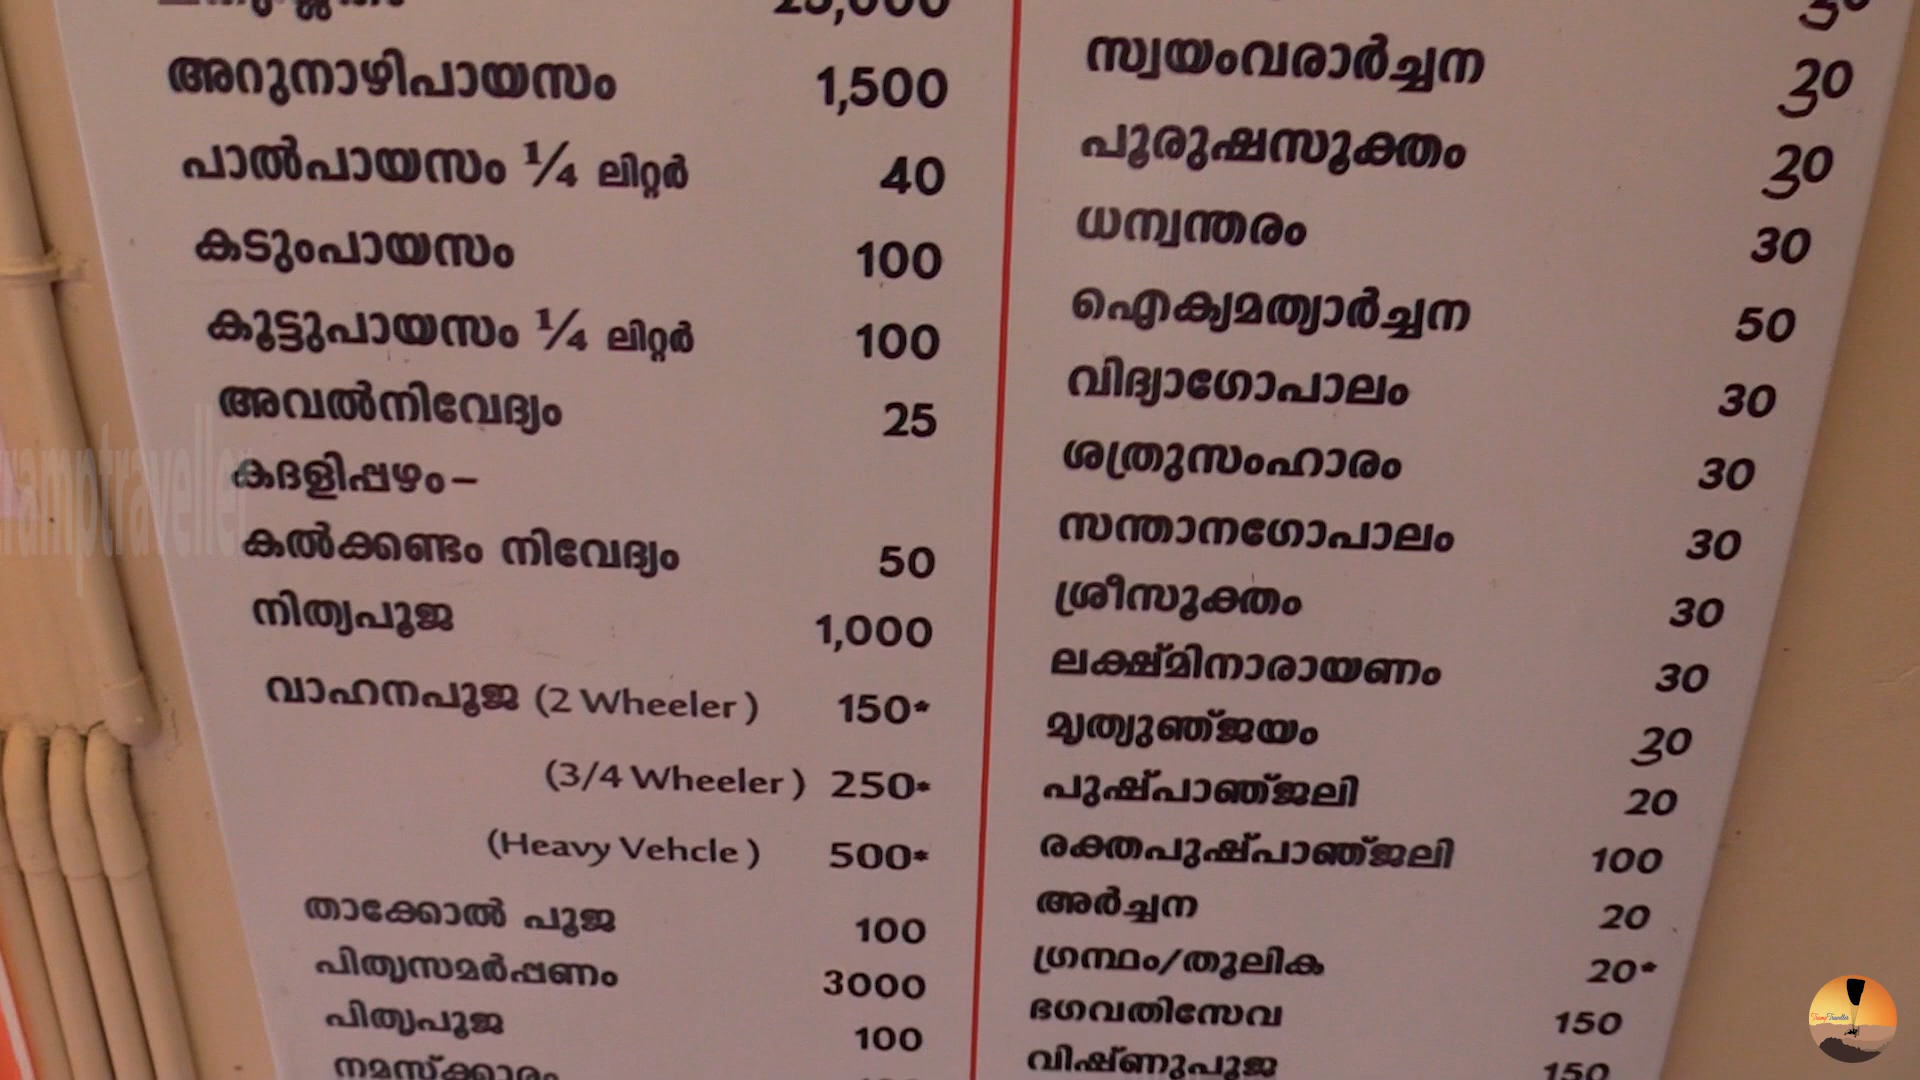 അറുനാഴിപായസം 1,500
പാൽപായസം ¼ ലിറ്റർ 40
കടുംപായസം 100
കൂട്ടുപായസം ¼ ലിറ്റർ 100
അവൽനിവേദ്യം 25
കദളിപ്പഴം–
കൽക്കണ്ടം നിവേദ്യം 50
നിത്യപൂജ 1,000
വാഹനപൂജ (2 Wheeler) 150*
(3/4 Wheeler) 250*
(Heavy Vehcle) 500*
താക്കോൽ പൂജ 100
പിതൃസമർപ്പണം 3000
പിതൃപൂജ 100
നമസ്ക്കാരം
സ്വയംവരാർച്ചന 30
പൂരുഷസൂക്തം 30
ധന്വന്തരം 30
ഐക്യമത്യാർച്ചന 50
വിദ്യാഗോപാലം 30
ശത്രുസംഹാരം 30
സന്താനഗോപാലം 30
ശ്രീസൂക്തം 30
ലക്ഷ്മിനാരായണം 30
മൃത്യുഞ്ജയം 30
പുഷ്പാഞ്ജലി 20
രക്തപുഷ്പാഞ്ജലി 100
അർച്ചന 20
ഗ്രന്ഥം/തൂലിക 20*
ഭഗവതിസേവ 150
വിഷ്ണുപൂജ 150
ramptraveller